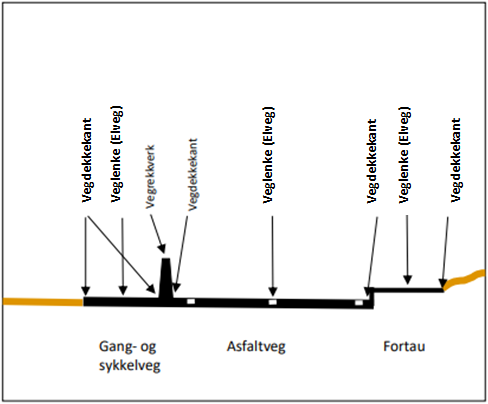 Vegdekkekant
Veglenke (Elveg)
Vegrekkverk
Vegdekkekant
Veglenke (Elveg)
Vegdekkekant
Veglenke (Elveg)
Vegdekkekant
Gang- og
sykkelveg
Asfaltveg
Fortau